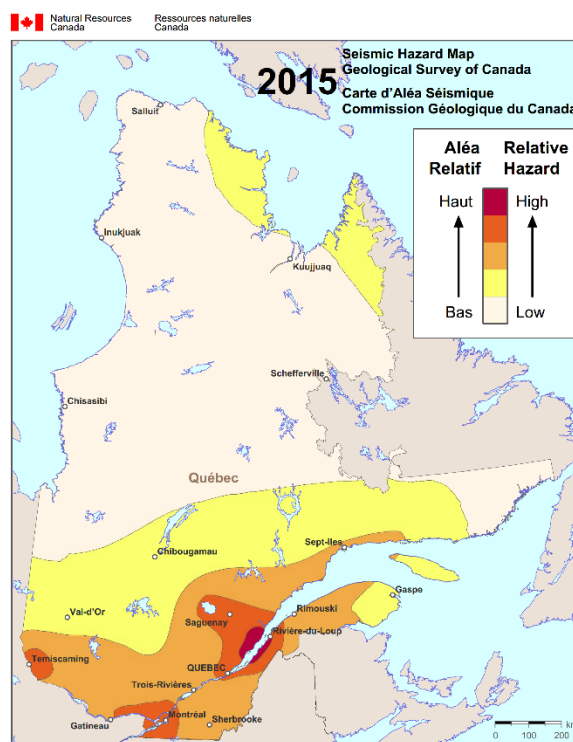 Natural Resources
Canada
Ressources naturelles
Canada
2015
Seismic Hazard Map
Geological Survey of Canada
Carte d'Aléa Séismique
Commission Géologique du Canada
Aléa
Relatif
Relative
Hazard
Haut
High
Bas
Low
Salluit
Inukjuak
Kuujjuaq
Schefferville
Chisasibi
Québec
Chibougamau
Sept-Iles
Val-d'Or
Saguenay
Rimouski
Gaspe
Rivière-du-Loup
Temiscaming
QUEBEC
Trois-Rivières
Gatineau
Montréal
Sherbrooke
km
0
100
200